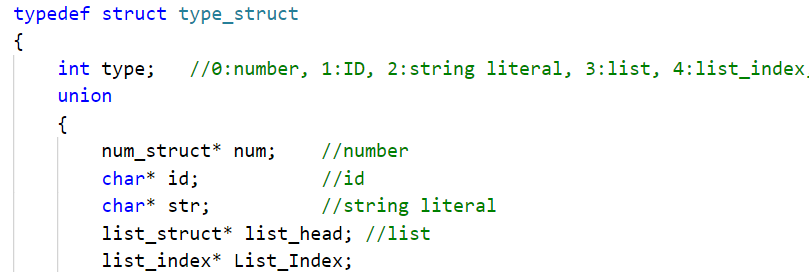 typedef struct type_struct
{
int type; //0:number, 1:ID, 2:string literal, 3:list, 4:list_index
union
{
num_struct* num; //number
char* id; //id
char* str; //string literal
list_struct* list_head; //list
list_index* List_Index;